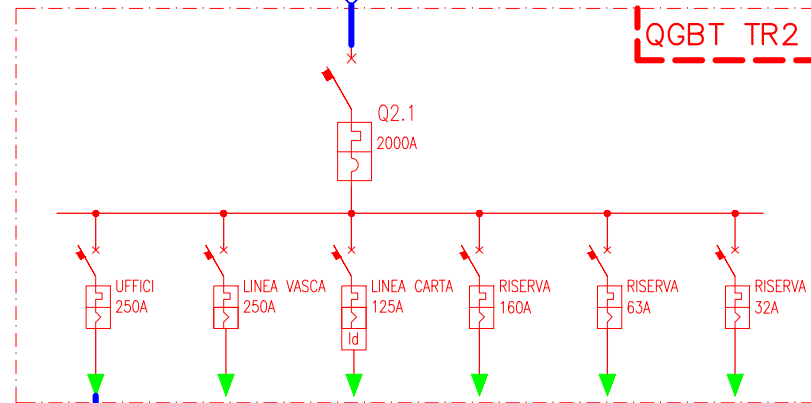 QGBT TR2
Q2.1
2000A
UFFICI
250A
LINEA VASCA
250A
LINEA CARTA
125A
Id
RISERVA
160A
RISERVA
63A
RISERVA
32A